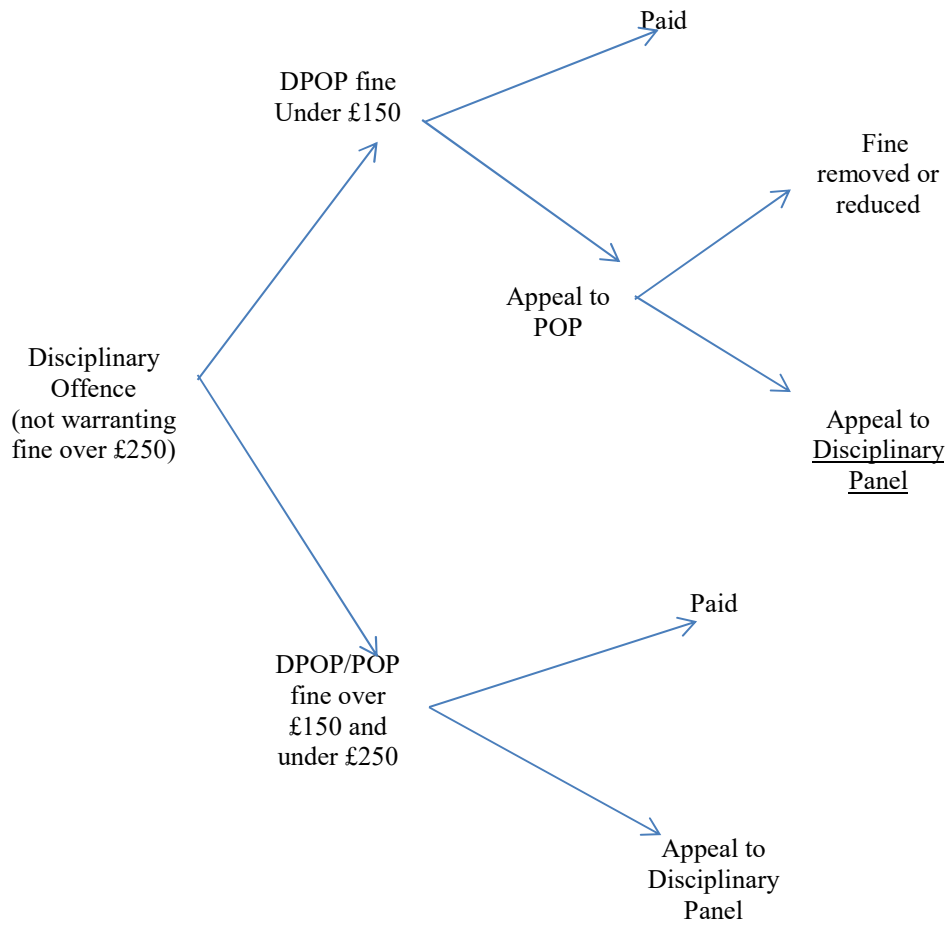 Paid
DPOP fine
Under £150
Fine
removed or
reduced
Appeal to
POP
Disciplinary
Offence
(not warranting
fine over £250)
Appeal to
Disciplinary
Panel
Paid
DPOP/POP
fine over
£150 and
under £250
Appeal to
Disciplinary
Panel